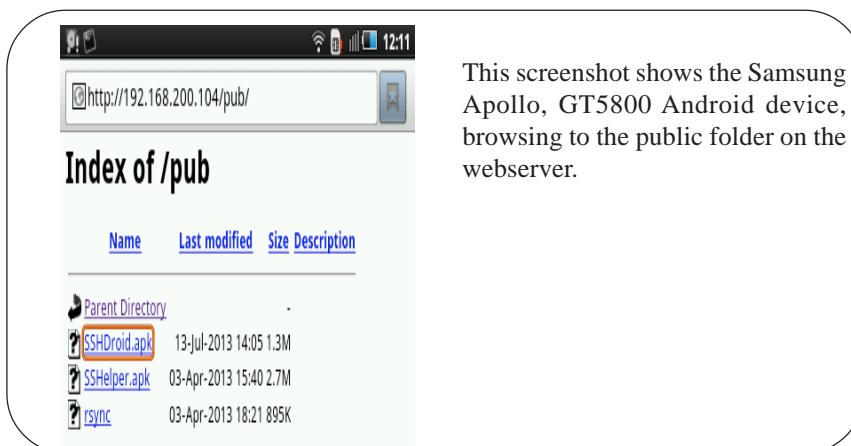 12:11
http://192.168.200.104/pub/
Index of /pub
Name Last modified Size Description
Parent Directory -
SSHDroid.apk 13-Jul-2013 14:05 1.3M
SSHelper.apk 03-Apr-2013 15:40 2.7M
rsync 03-Apr-2013 18:21 895K
This screenshot shows the Samsung
Apollo, GT5800 Android device,
browsing to the public folder on the
webserver.